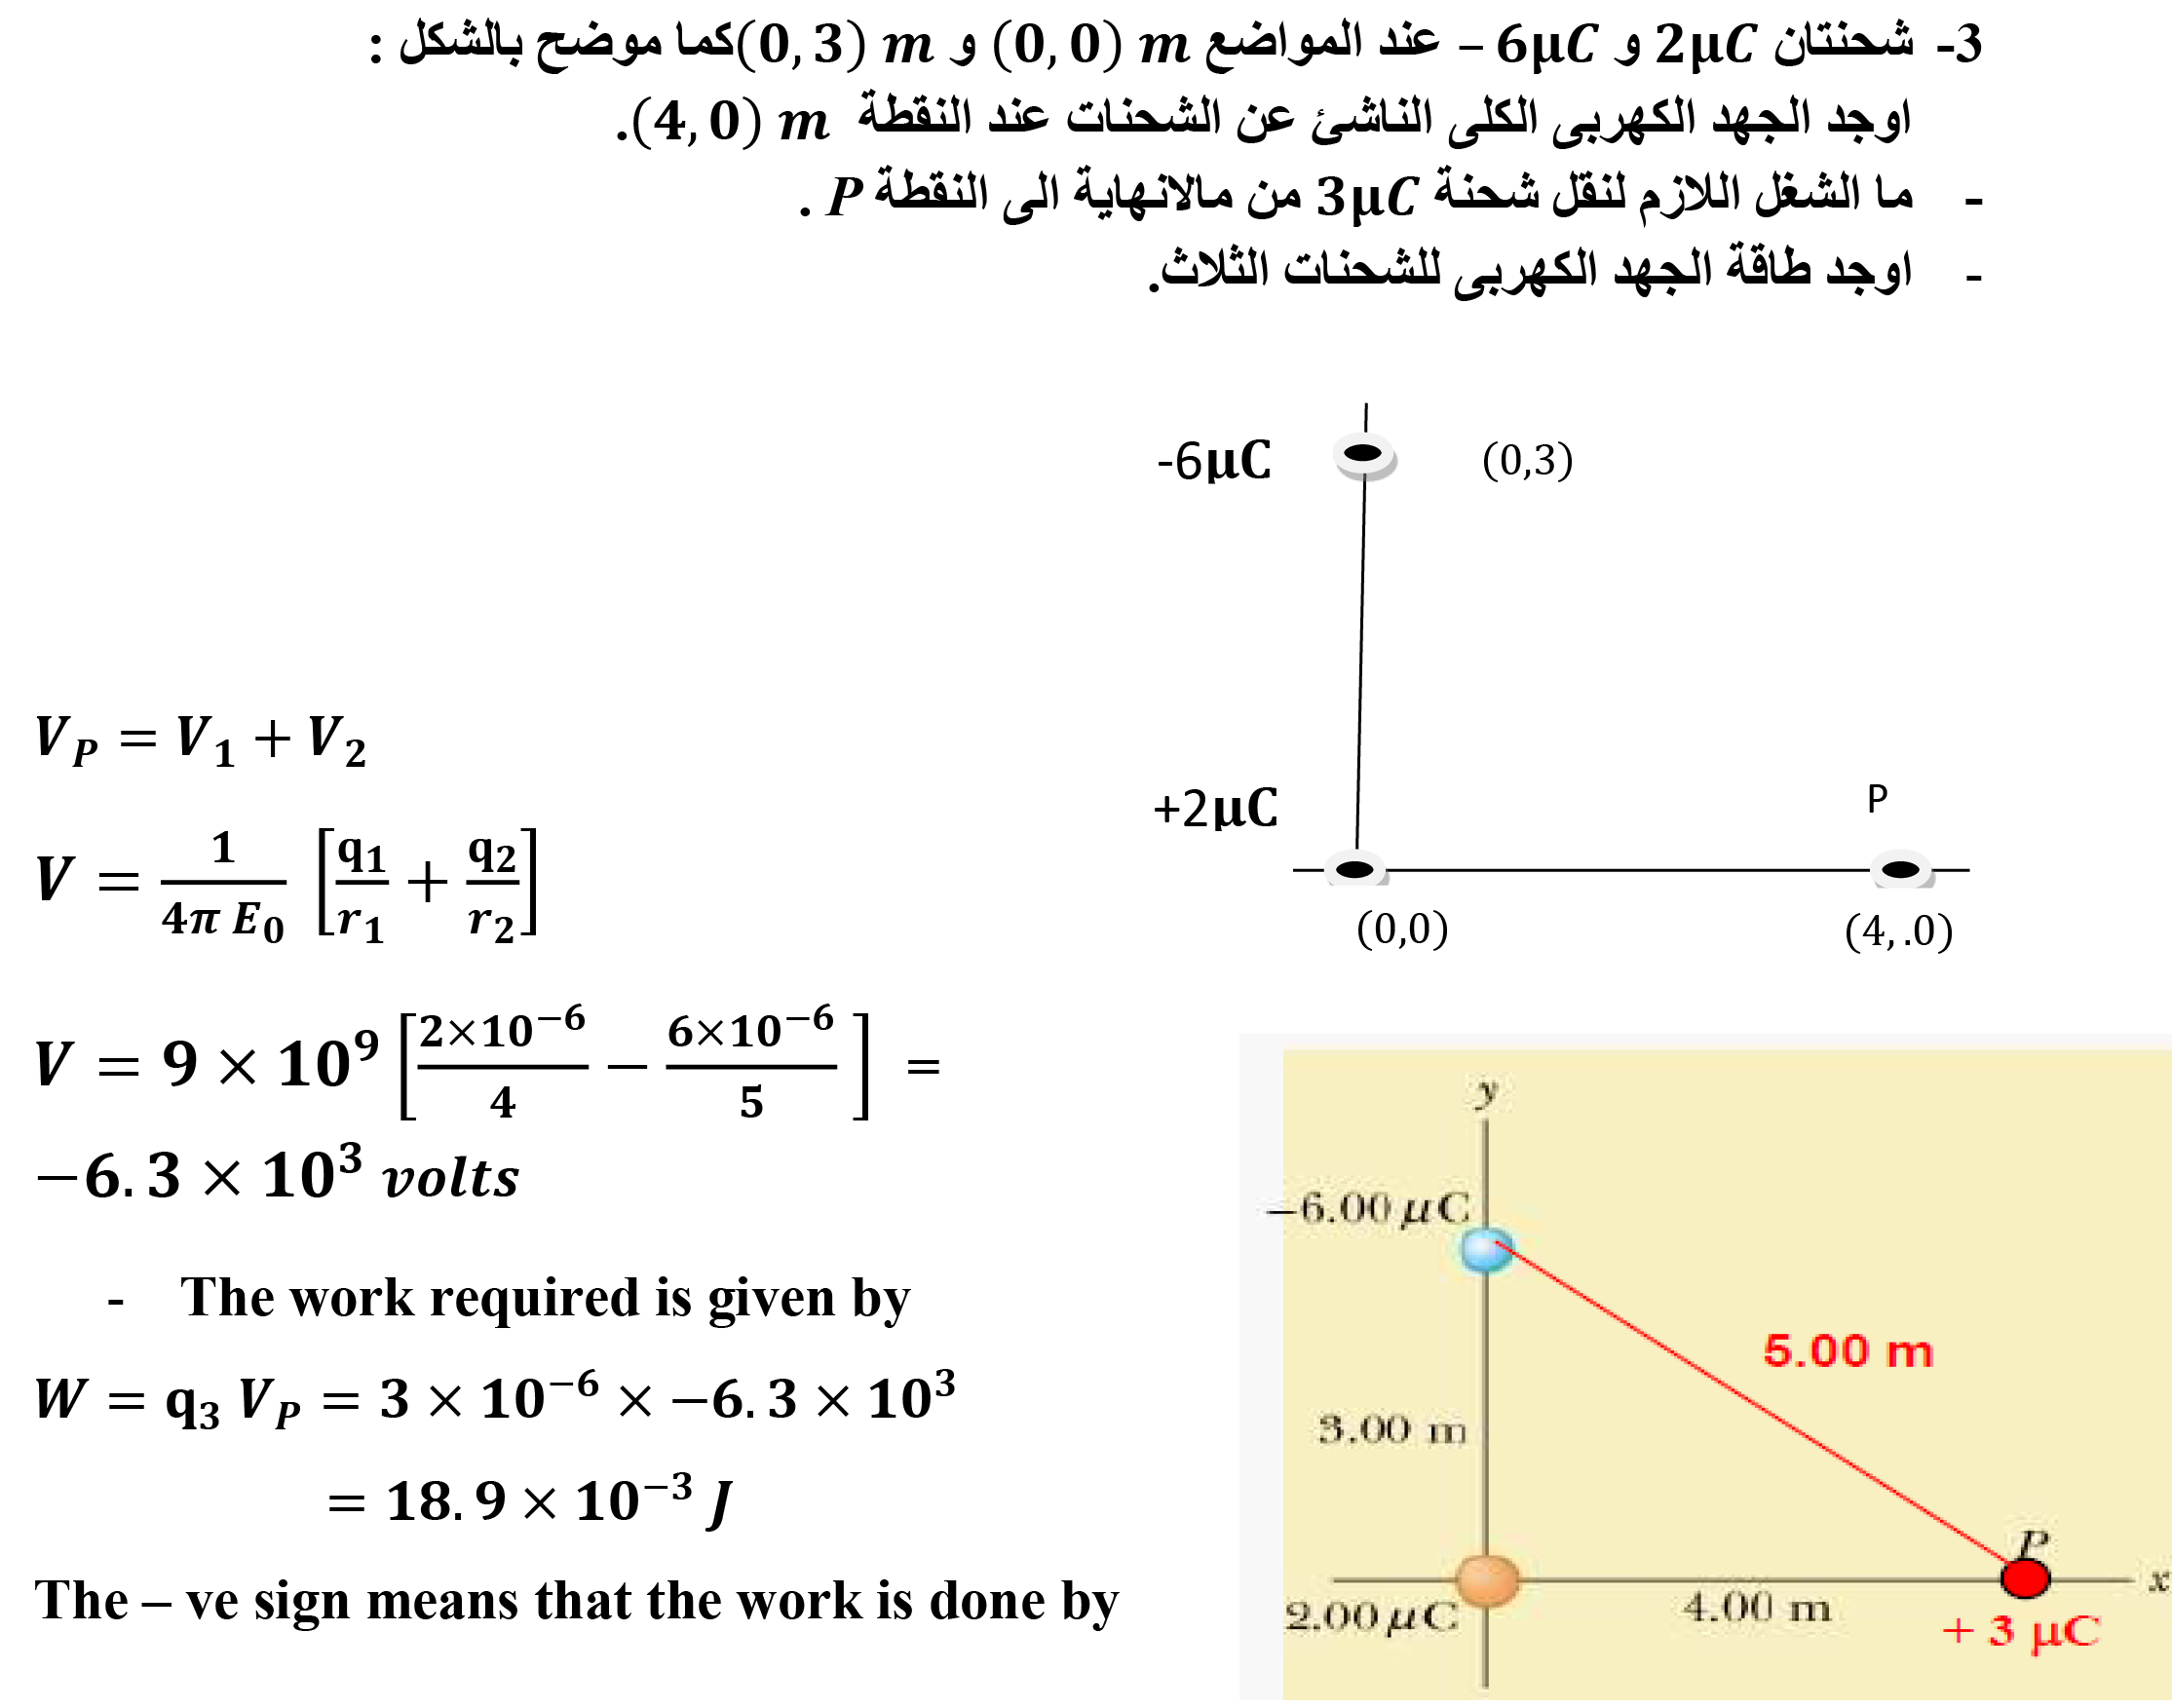 3- شحنتان 2μC و 6μC – عند المواضع (0,0) m و (0,3) m كما موضح بالشكل :
اوجد الجهد الكهربى الكلى الناشئ عن الشحنات عند النقطة (4,0) m.
- ما الشغل اللازم لنقل شحنة 3μC من مالانهاية الى النقطة P .
- اوجد طاقة الجهد الكهربى للشحنات الثلاث.
-6μC
(0,3)
+2μC
P
(0,0)
(4,.0)
V_P = V_1 + V_2
V = 1/(4π E_0) [q_1/r_1 + q_2/r_2]
V = 9 × 10^9 [2×10^−6/4 − 6×10^−6/5] =
−6.3 × 10^3 volts
- The work required is given by
W = q_3 V_P = 3 × 10^−6 × −6.3 × 10^3
= 18.9 × 10^−3 J
The – ve sign means that the work is done by
y
−6.00 μC
5.00 m
3.00 m
P
x
2.00 μC
4.00 m
+ 3 μC